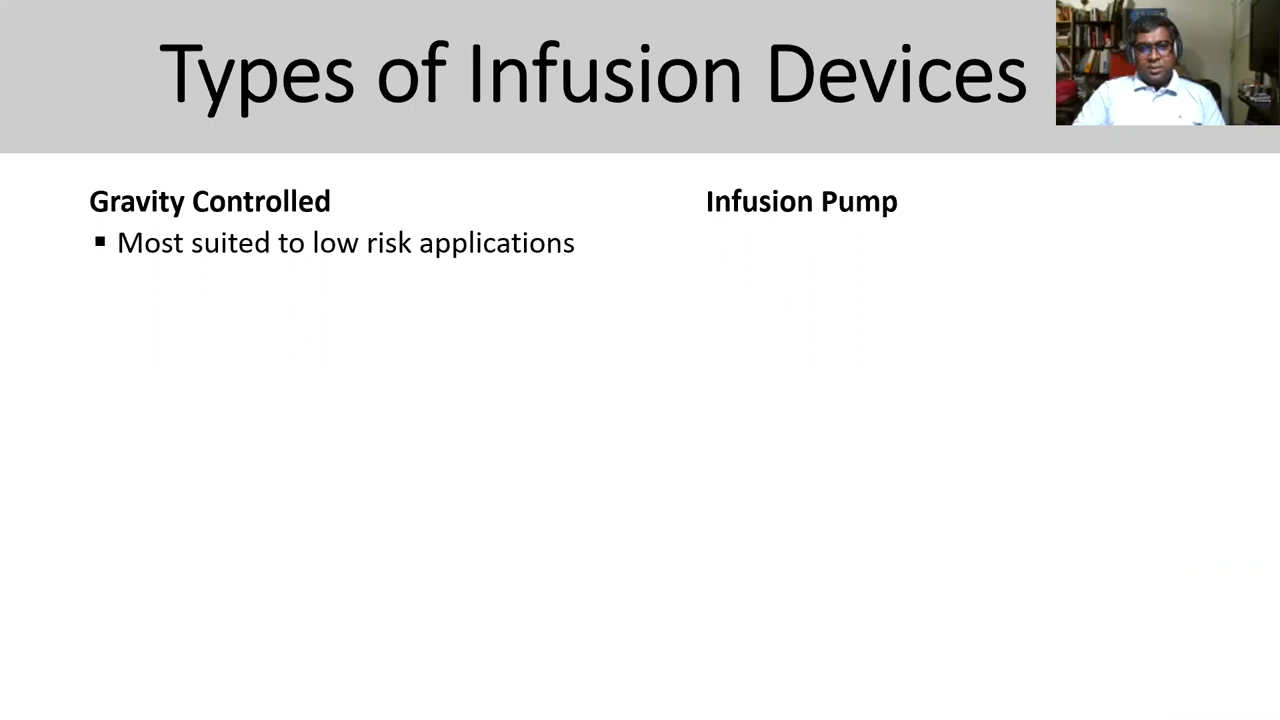 Types of Infusion Devices
Gravity Controlled
▪ Most suited to low risk applications
Infusion Pump